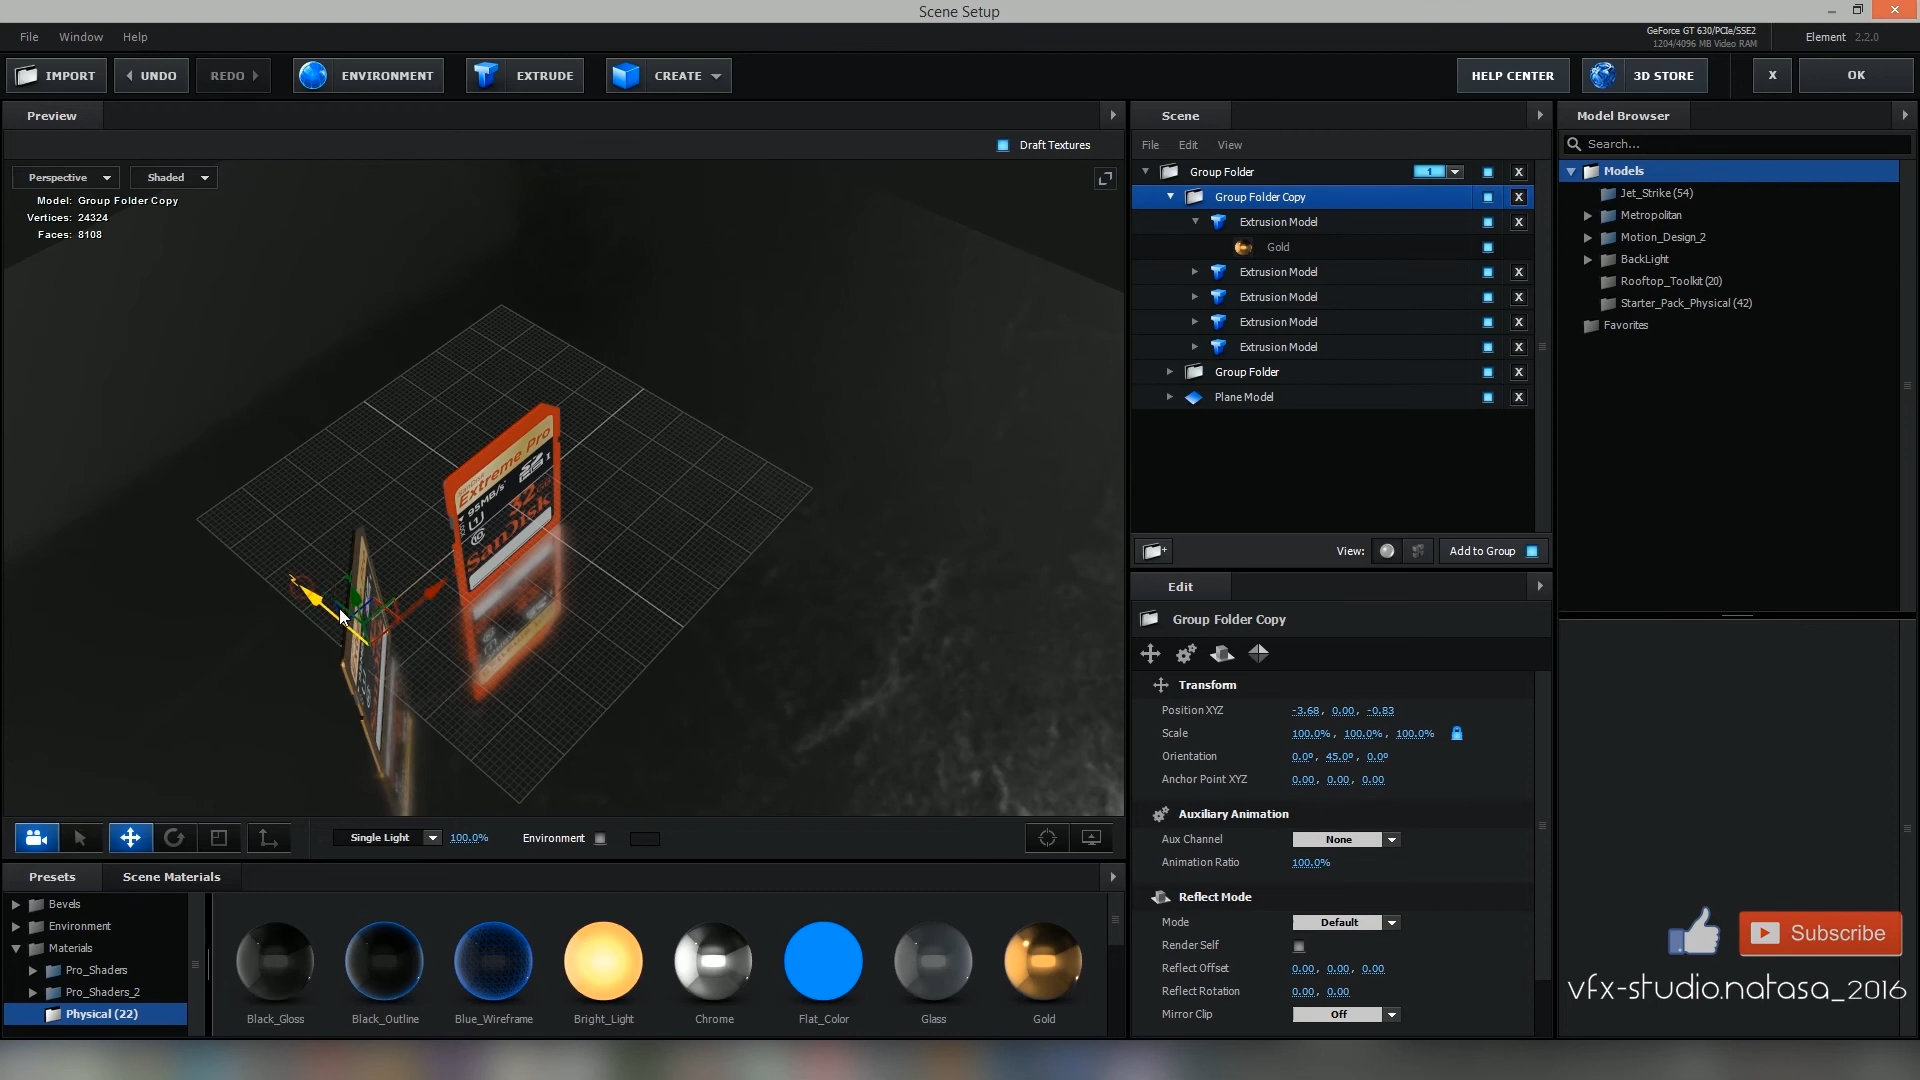 Scene Setup
File Window Help
GeForce GT 630/PCIe/SSE2
1204/4096 MB Video RAM
Element 2.2.0
IMPORT UNDO REDO ENVIRONMENT EXTRUDE CREATE HELP CENTER 3D STORE X OK
Preview
Draft Textures
Perspective Shaded
Model: Group Folder Copy
Vertices: 24324
Faces: 8108
Extreme Pro
95MB/s
32
SanDisk
Single Light 100.0% Environment
Presets Scene Materials
Bevels
Environment
Materials
Pro_Shaders
Pro_Shaders_2
Physical (22)
Black_Gloss Black_Outline Blue_Wireframe Bright_Light Chrome Flat_Color Glass Gold
Scene
File Edit View
Group Folder 1 X
Group Folder Copy X
Extrusion Model X
Gold
Extrusion Model X
Extrusion Model X
Extrusion Model X
Extrusion Model X
Group Folder X
Plane Model X
View: Add to Group
Edit
Group Folder Copy
Transform
Position XYZ -3.68, 0.00, -0.83
Scale 100.0%, 100.0%, 100.0%
Orientation 0.0º, 45.0º, 0.0º
Anchor Point XYZ 0.00, 0.00, 0.00
Auxiliary Animation
Aux Channel None
Animation Ratio 100.0%
Reflect Mode
Mode Default
Render Self
Reflect Offset 0.00, 0.00, 0.00
Reflect Rotation 0.00, 0.00
Mirror Clip Off
Model Browser
Search...
Models
Jet_Strike (54)
Metropolitan
Motion_Design_2
BackLight
Rooftop_Toolkit (20)
Starter_Pack_Physical (42)
Favorites
Subscribe
vfx-studio.natasa_2016